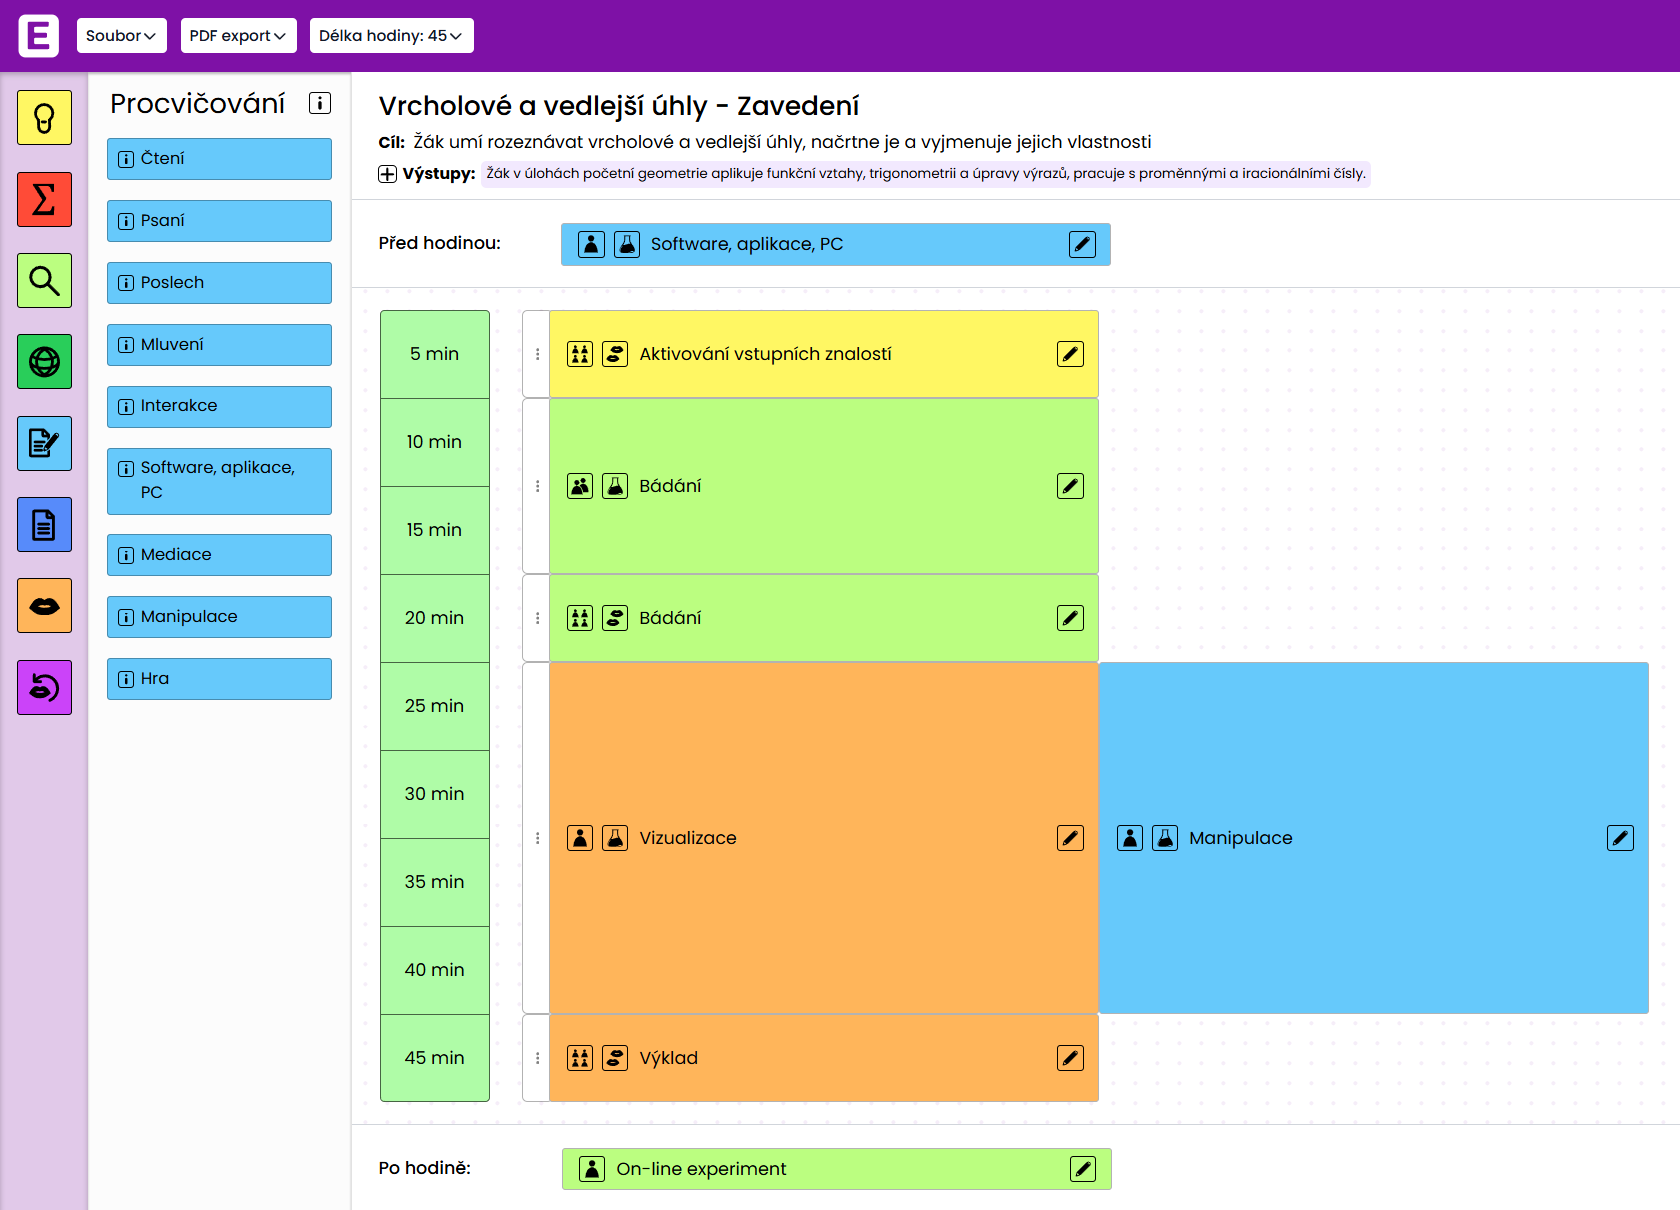 E
Soubor
PDF export
Délka hodiny: 45
Procvičování
Čtení
Psaní
Poslech
Mluvení
Interakce
Software, aplikace,
PC
Mediace
Manipulace
Hra
Vrcholové a vedlejší úhly - Zavedení
Cíl: Žák umí rozeznávat vrcholové a vedlejší úhly, načrtne je a vyjmenuje jejich vlastnosti
Výstupy: Žák v úlohách početní geometrie aplikuje funkční vztahy, trigonometrii a úpravy výrazů, pracuje s proměnnými a iracionálními čísly.
Před hodinou:
Software, aplikace, PC
5 min
Aktivování vstupních znalostí
10 min
Bádání
15 min
20 min
Bádání
25 min
30 min
Vizualizace
Manipulace
35 min
40 min
45 min
Výklad
Po hodině:
On-line experiment